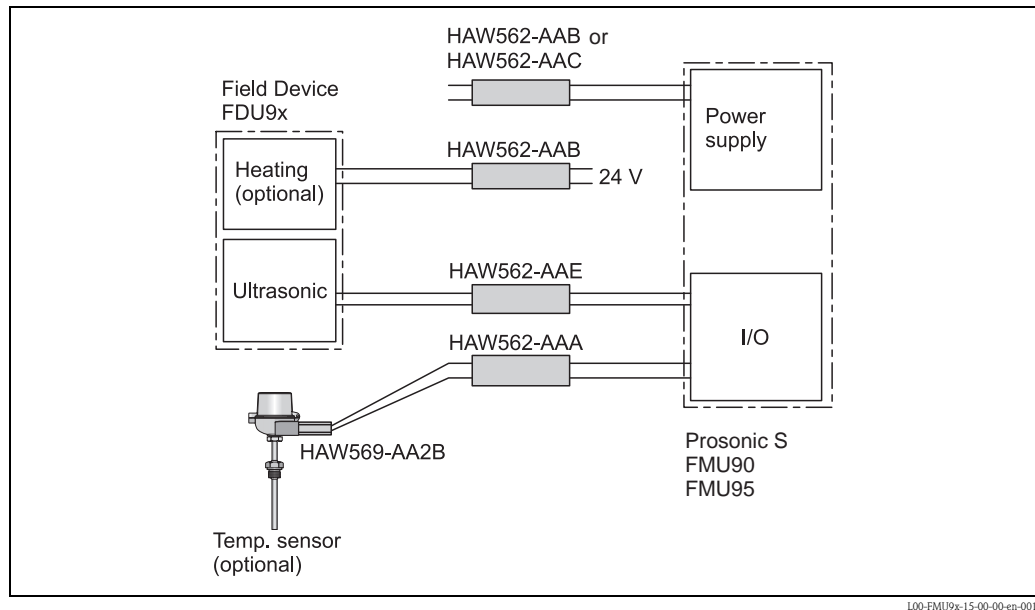 HAW562-AAB or
HAW562-AAC
Field Device
FDU9x
Power
supply
Heating
(optional)
HAW562-AAB
24 V
Ultrasonic
HAW562-AAE
I/O
HAW562-AAA
HAW569-AA2B
Prosonic S
FMU90
FMU95
Temp. sensor
(optional)
L00-FMU9x-15-00-00-en-001